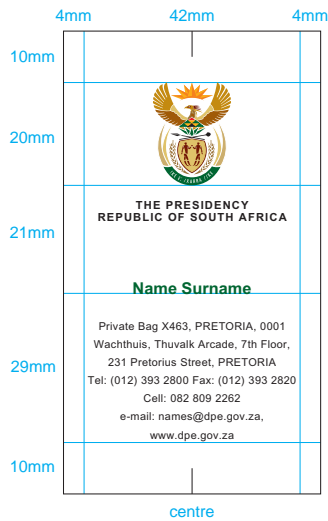 4mm 42mm 4mm
10mm
20mm
THE PRESIDENCY
REPUBLIC OF SOUTH AFRICA
21mm
Name Surname
Private Bag X463, PRETORIA, 0001
Wachthuis, Thuvalk Arcade, 7th Floor,
231 Pretorius Street, PRETORIA
29mm
Tel: (012) 393 2800 Fax: (012) 393 2820
Cell: 082 809 2262
e-mail: names@dpe.gov.za,
www.dpe.gov.za
10mm
centre